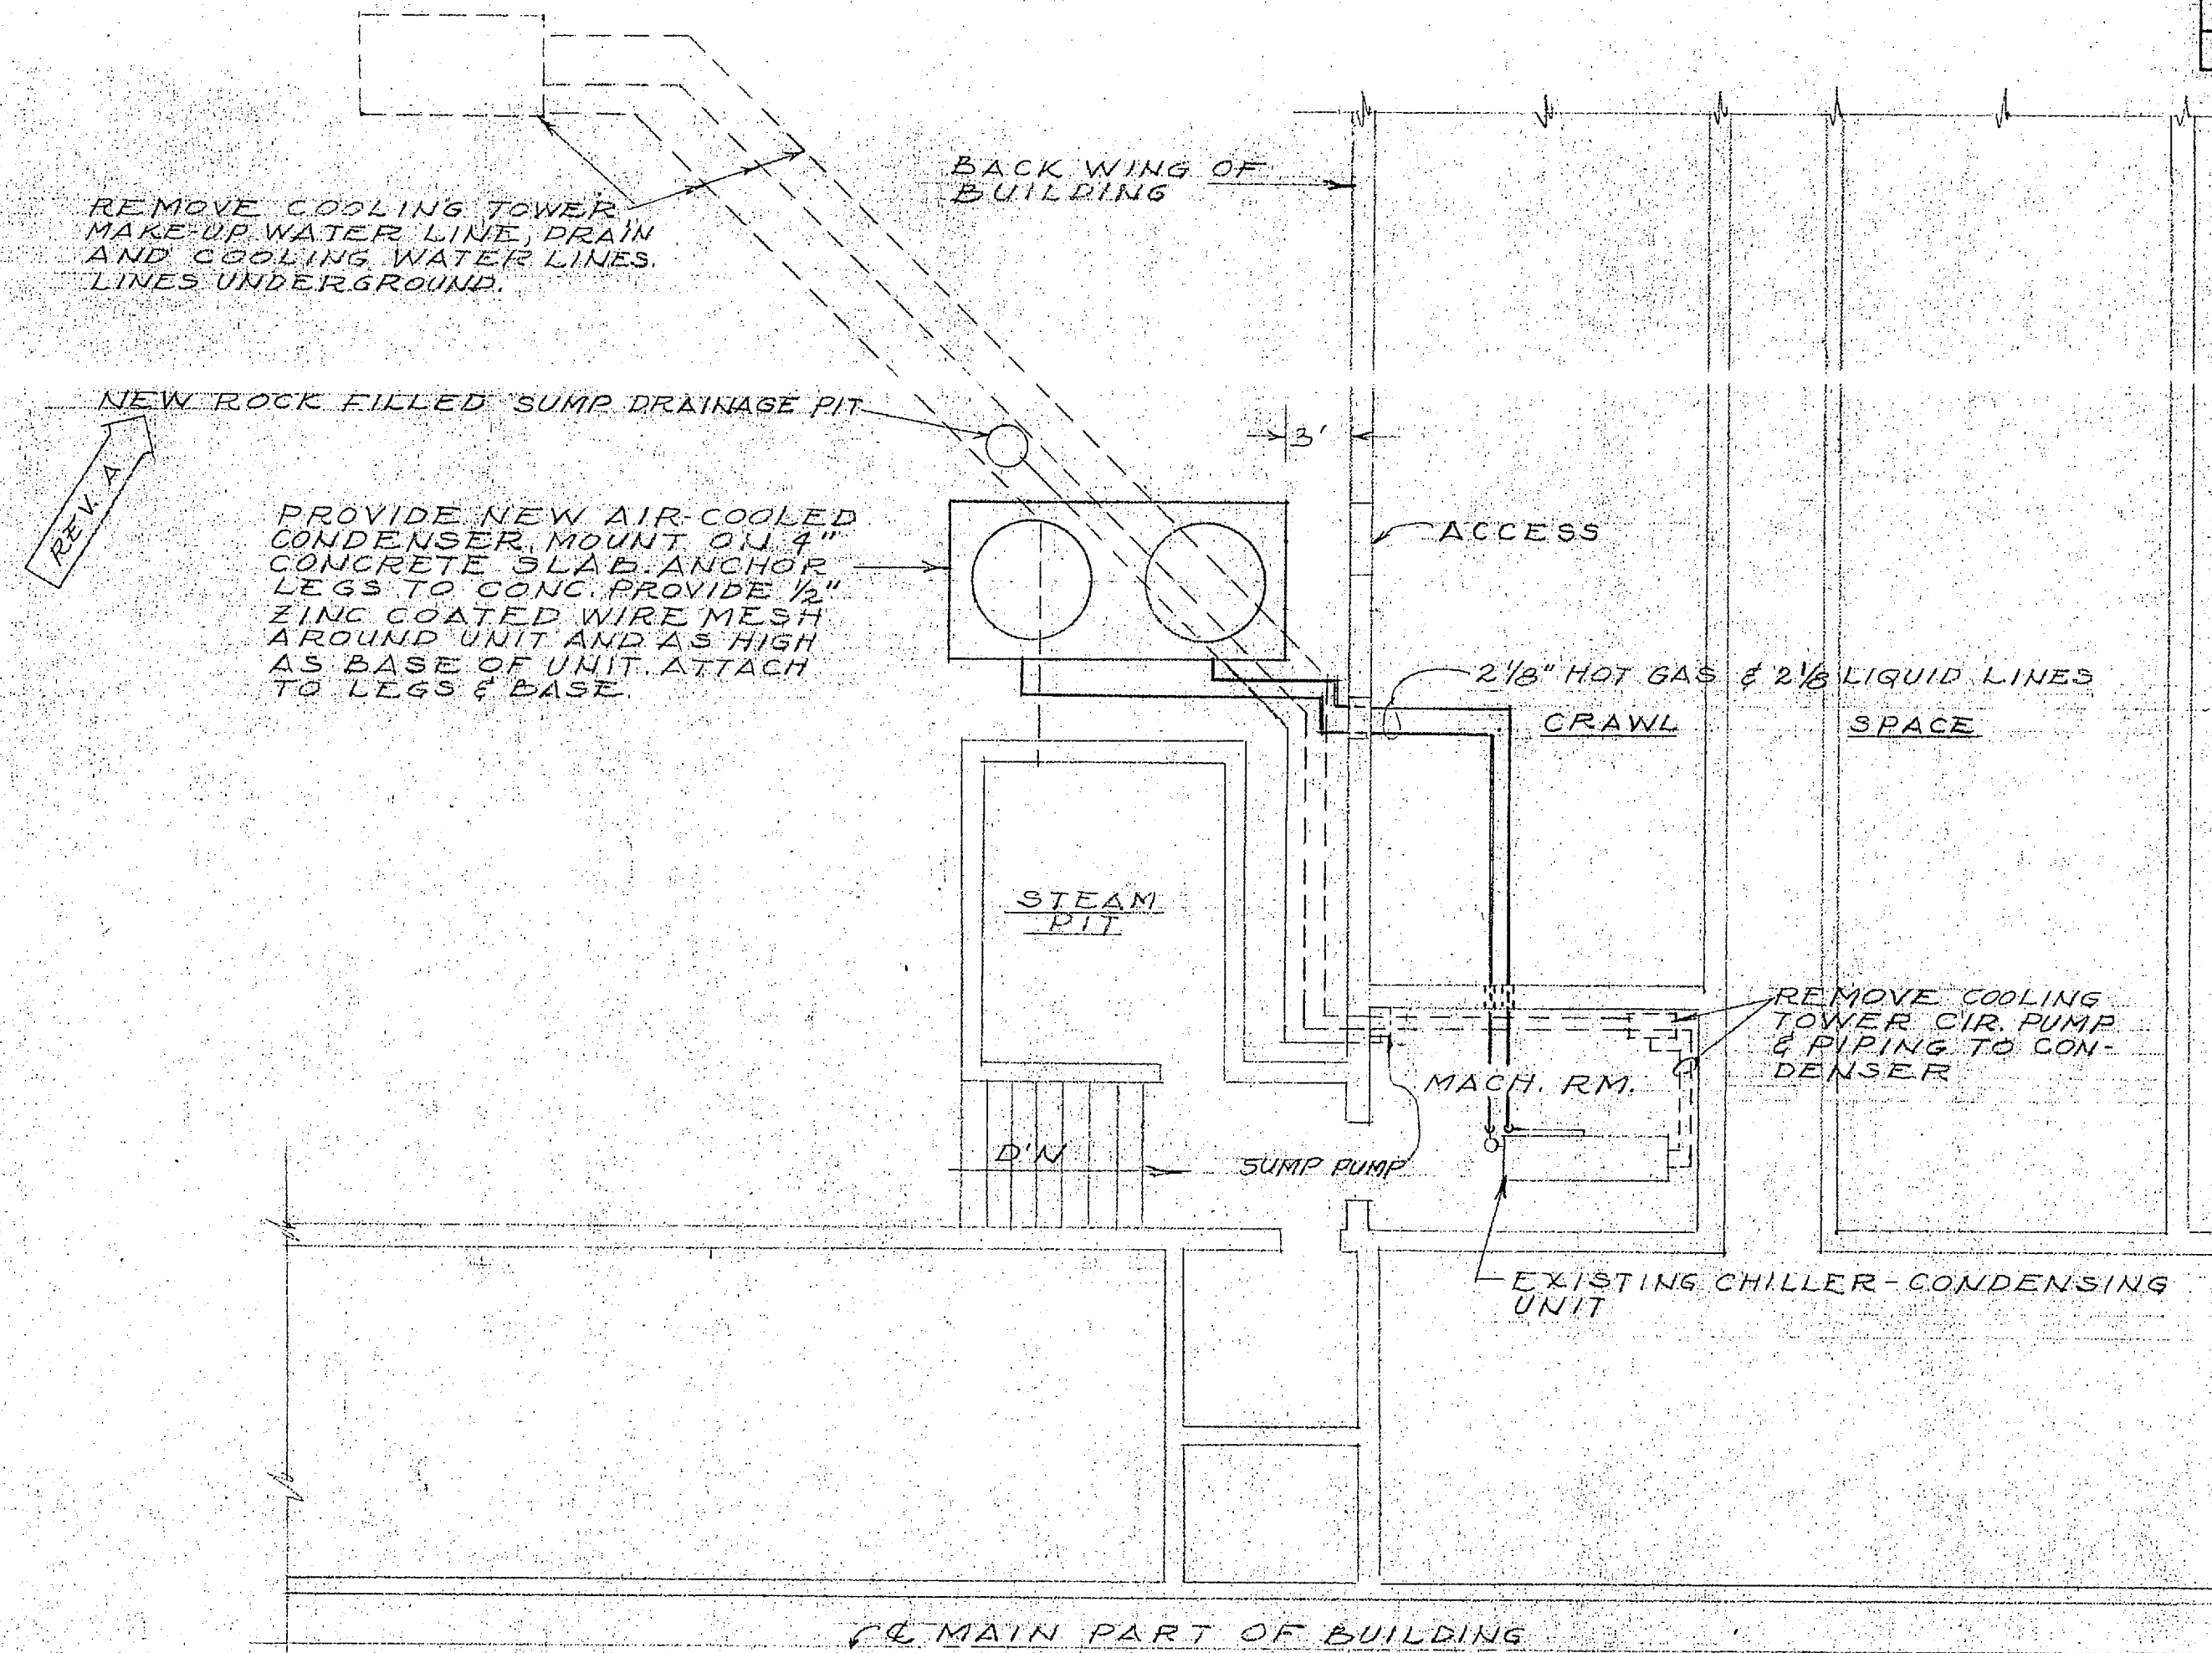 BACK WING OF
BUILDING
REMOVE COOLING TOWER,
MAKE-UP WATER LINE, DRAIN
AND COOLING WATER LINES.
LINES UNDERGROUND.
NEW ROCK FILLED SUMP DRAINAGE PIT
3'
REV. A
PROVIDE NEW AIR-COOLED
CONDENSER. MOUNT ON 4"
CONCRETE SLAB. ANCHOR
LEGS TO CONC. PROVIDE 1/2"
ZINC COATED WIRE MESH
AROUND UNIT AND AS HIGH
AS BASE OF UNIT. ATTACH
TO LEGS & BASE.
ACCESS
2 1/8" HOT GAS & 2 1/8 LIQUID LINES
CRAWL SPACE
STEAM
PIT
REMOVE COOLING
TOWER CIR. PUMP
& PIPING TO CON-
DENSER
MACH. RM.
D'N
SUMP PUMP
EXISTING CHILLER-CONDENSING
UNIT
℄ MAIN PART OF BUILDING